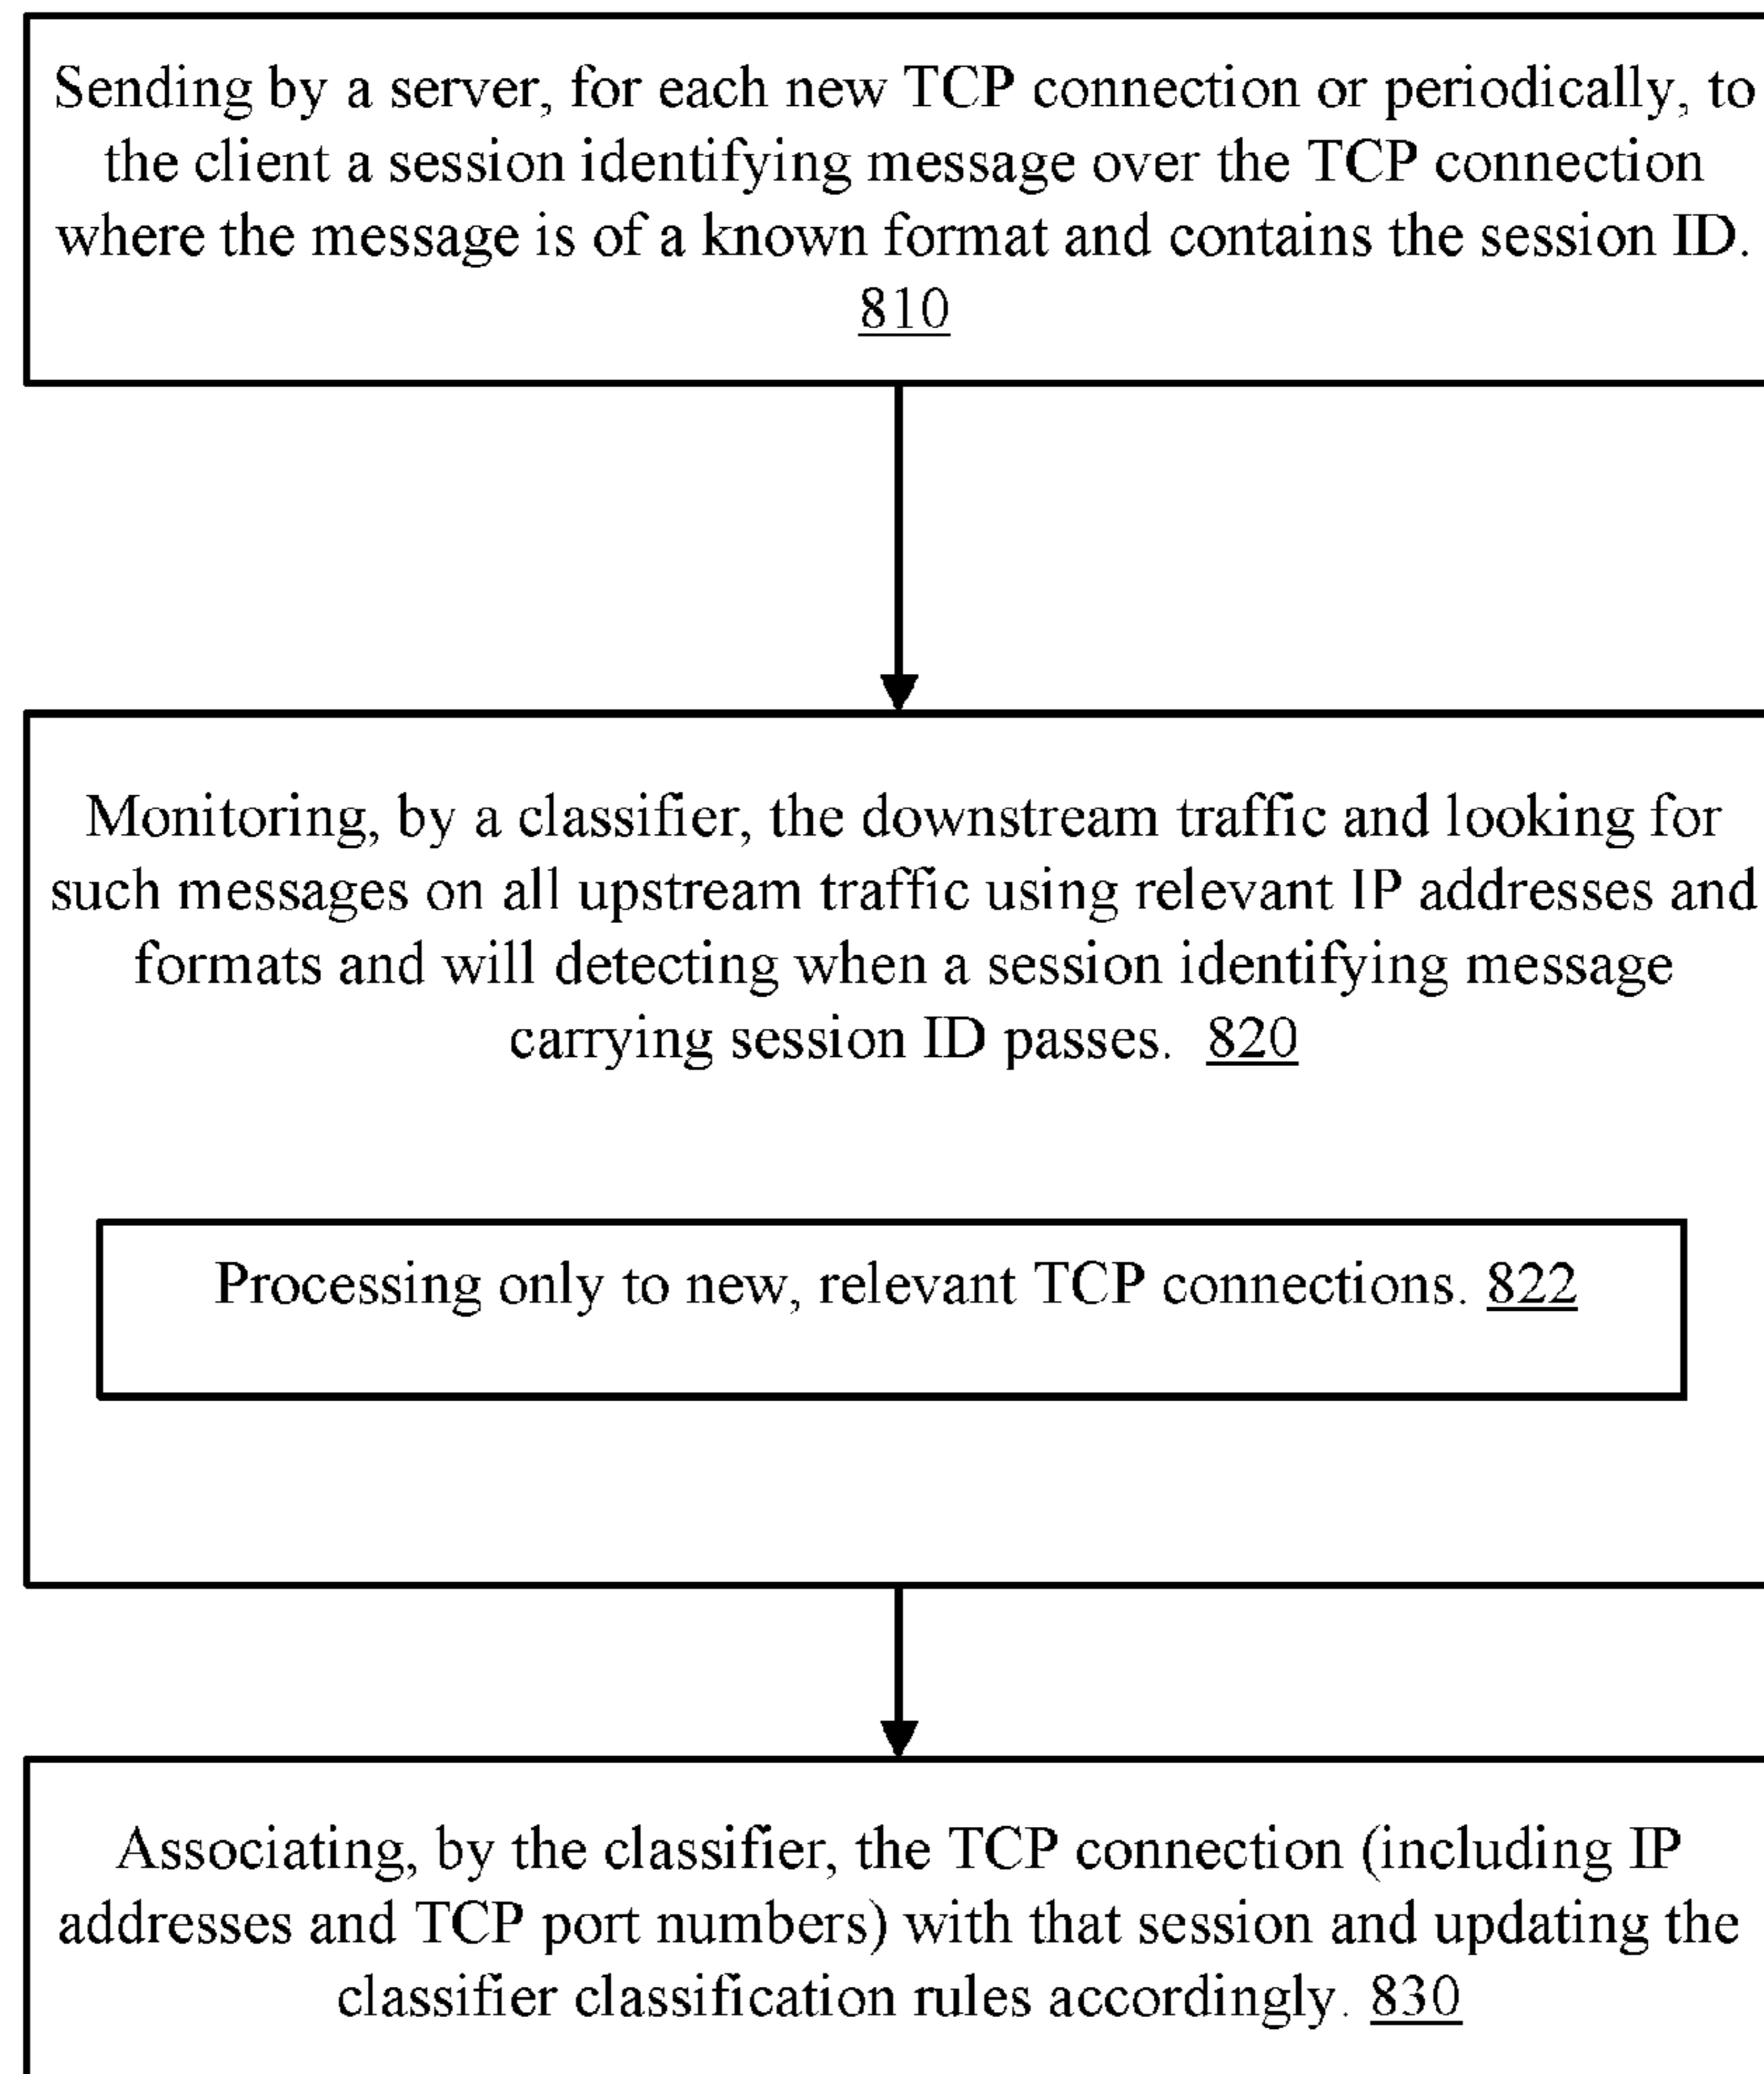 Sending by a server, for each new TCP connection or periodically, to
the client a session identifying message over the TCP connection
where the message is of a known format and contains the session ID.
810
Monitoring, by a classifier, the downstream traffic and looking for
such messages on all upstream traffic using relevant IP addresses and
formats and will detecting when a session identifying message
carrying session ID passes. 820
Processing only to new, relevant TCP connections. 822
Associating, by the classifier, the TCP connection (including IP
addresses and TCP port numbers) with that session and updating the
classifier classification rules accordingly. 830